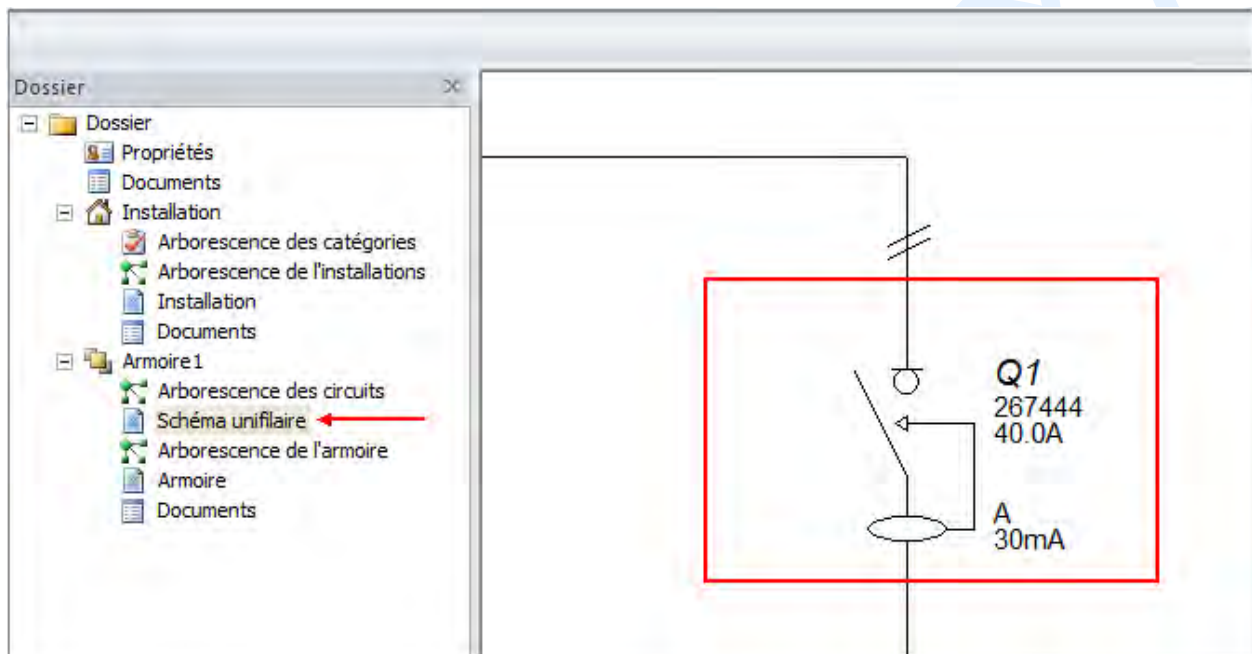 Dossier
Dossier
Propriétés
Documents
Installation
Arborescence des catégories
Arborescence de l'installations
Installation
Documents
Armoire1
Arborescence des circuits
Schéma unifilaire
Arborescence de l'armoire
Armoire
Documents
Q1
267444
40.0A
A
30mA